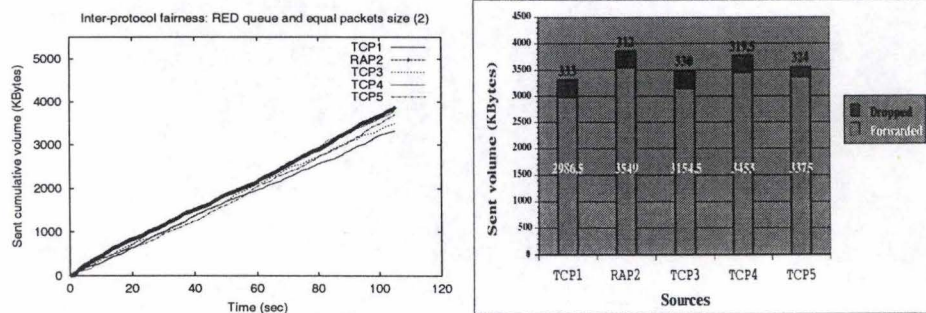 Inter-protocol fairness: RED queue and equal packets size (2)
Sent cumulative volume (KBytes)
5000
4000
3000
2000
1000
0
TCP1
RAP2
TCP3
TCP4
TCP5
0 20 40 60 80 100 120
Time (sec)
Sent volume (KBytes)
4500
4000
3500
3000
2500
2000
1500
1000
500
0
333
312
330
319.5
324
2986.5
3549
3154.5
3453
3375
TCP1 RAP2 TCP3 TCP4 TCP5
Sources
Dropped
Forwarded